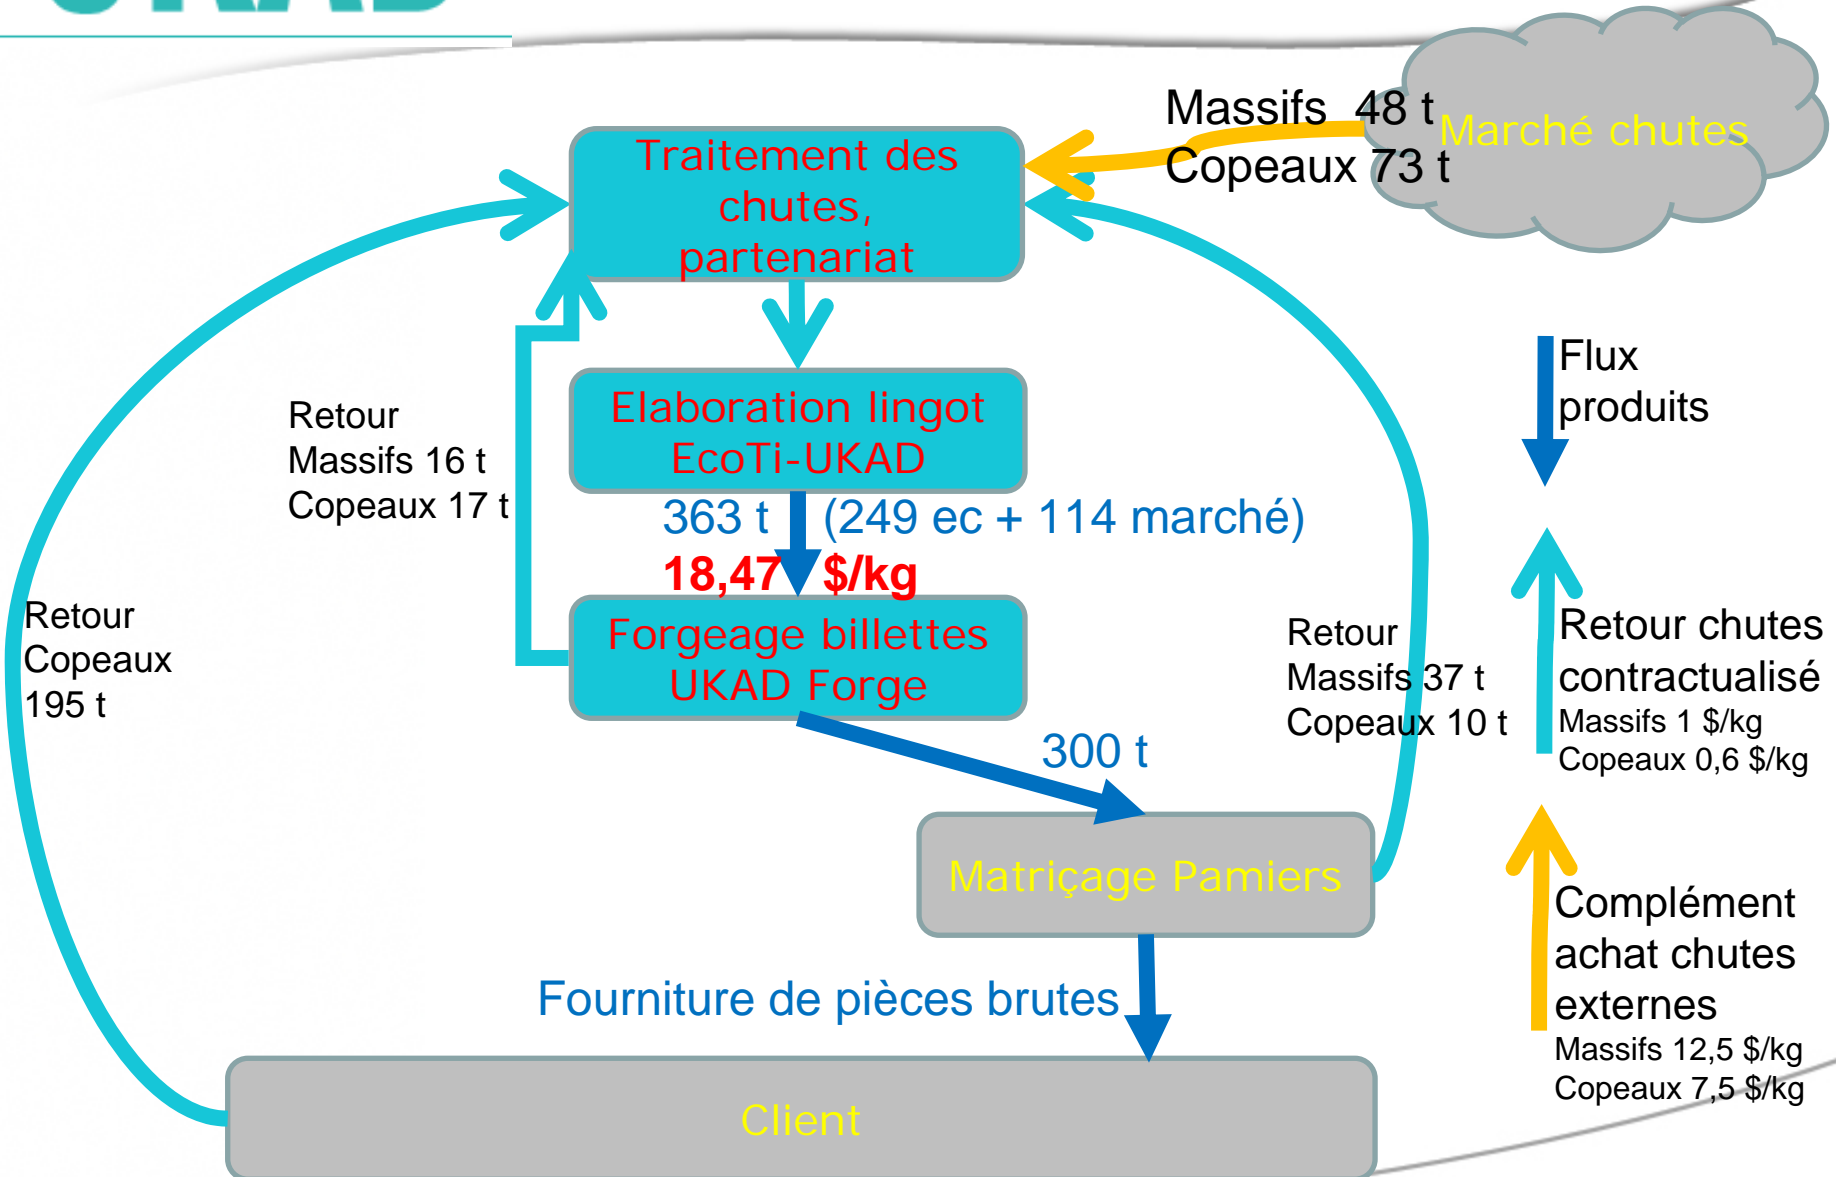 UKAD
Massifs 48 t
Copeaux 73 t
Marché chutes
Traitement des
chutes,
partenariat
Elaboration lingot
EcoTi-UKAD
Retour
Massifs 16 t
Copeaux 17 t
363 t (249 ec + 114 marché)
18,47 $/kg
Forgeage billettes
UKAD Forge
Retour
Copeaux
195 t
Retour
Massifs 37 t
Copeaux 10 t
300 t
Matriçage Pamiers
Fourniture de pièces brutes
Client
Flux
produits
Retour chutes
contractualisé
Massifs 1 $/kg
Copeaux 0,6 $/kg
Complément
achat chutes
externes
Massifs 12,5 $/kg
Copeaux 7,5 $/kg